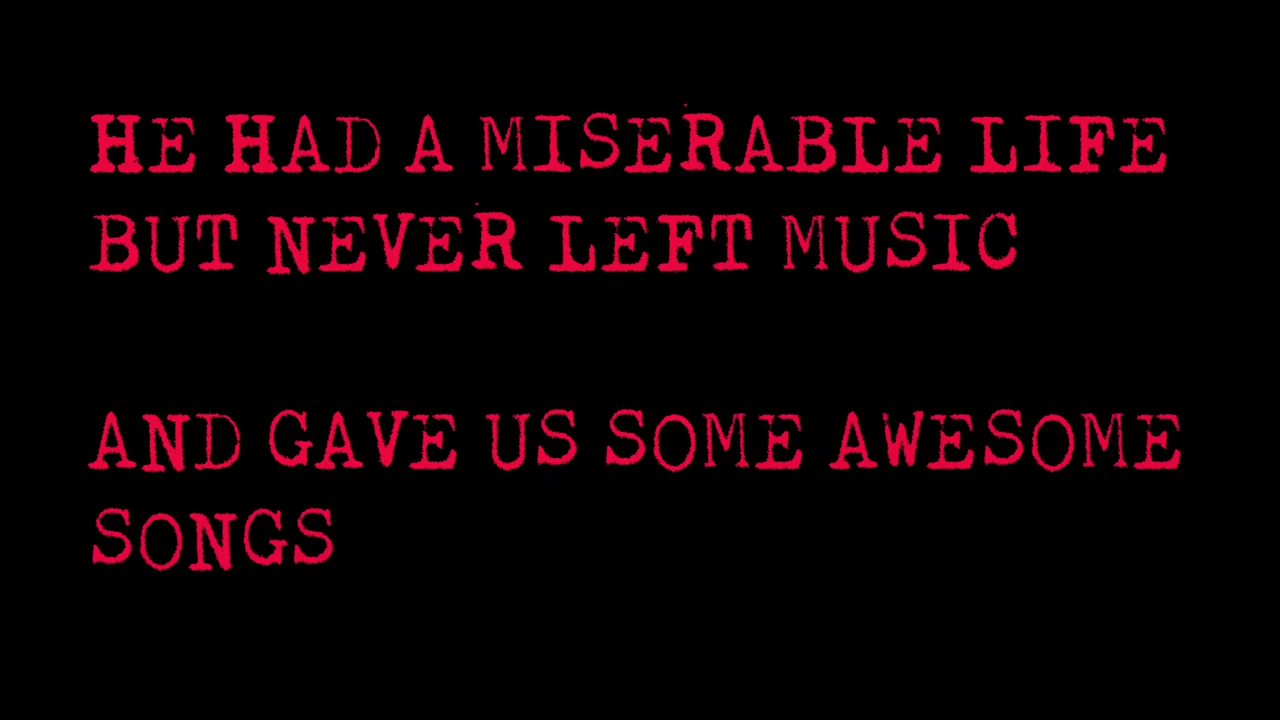 HE HAD A MISERABLE LIFE
BUT NEVER LEFT MUSIC
AND GAVE US SOME AWESOME
SONGS